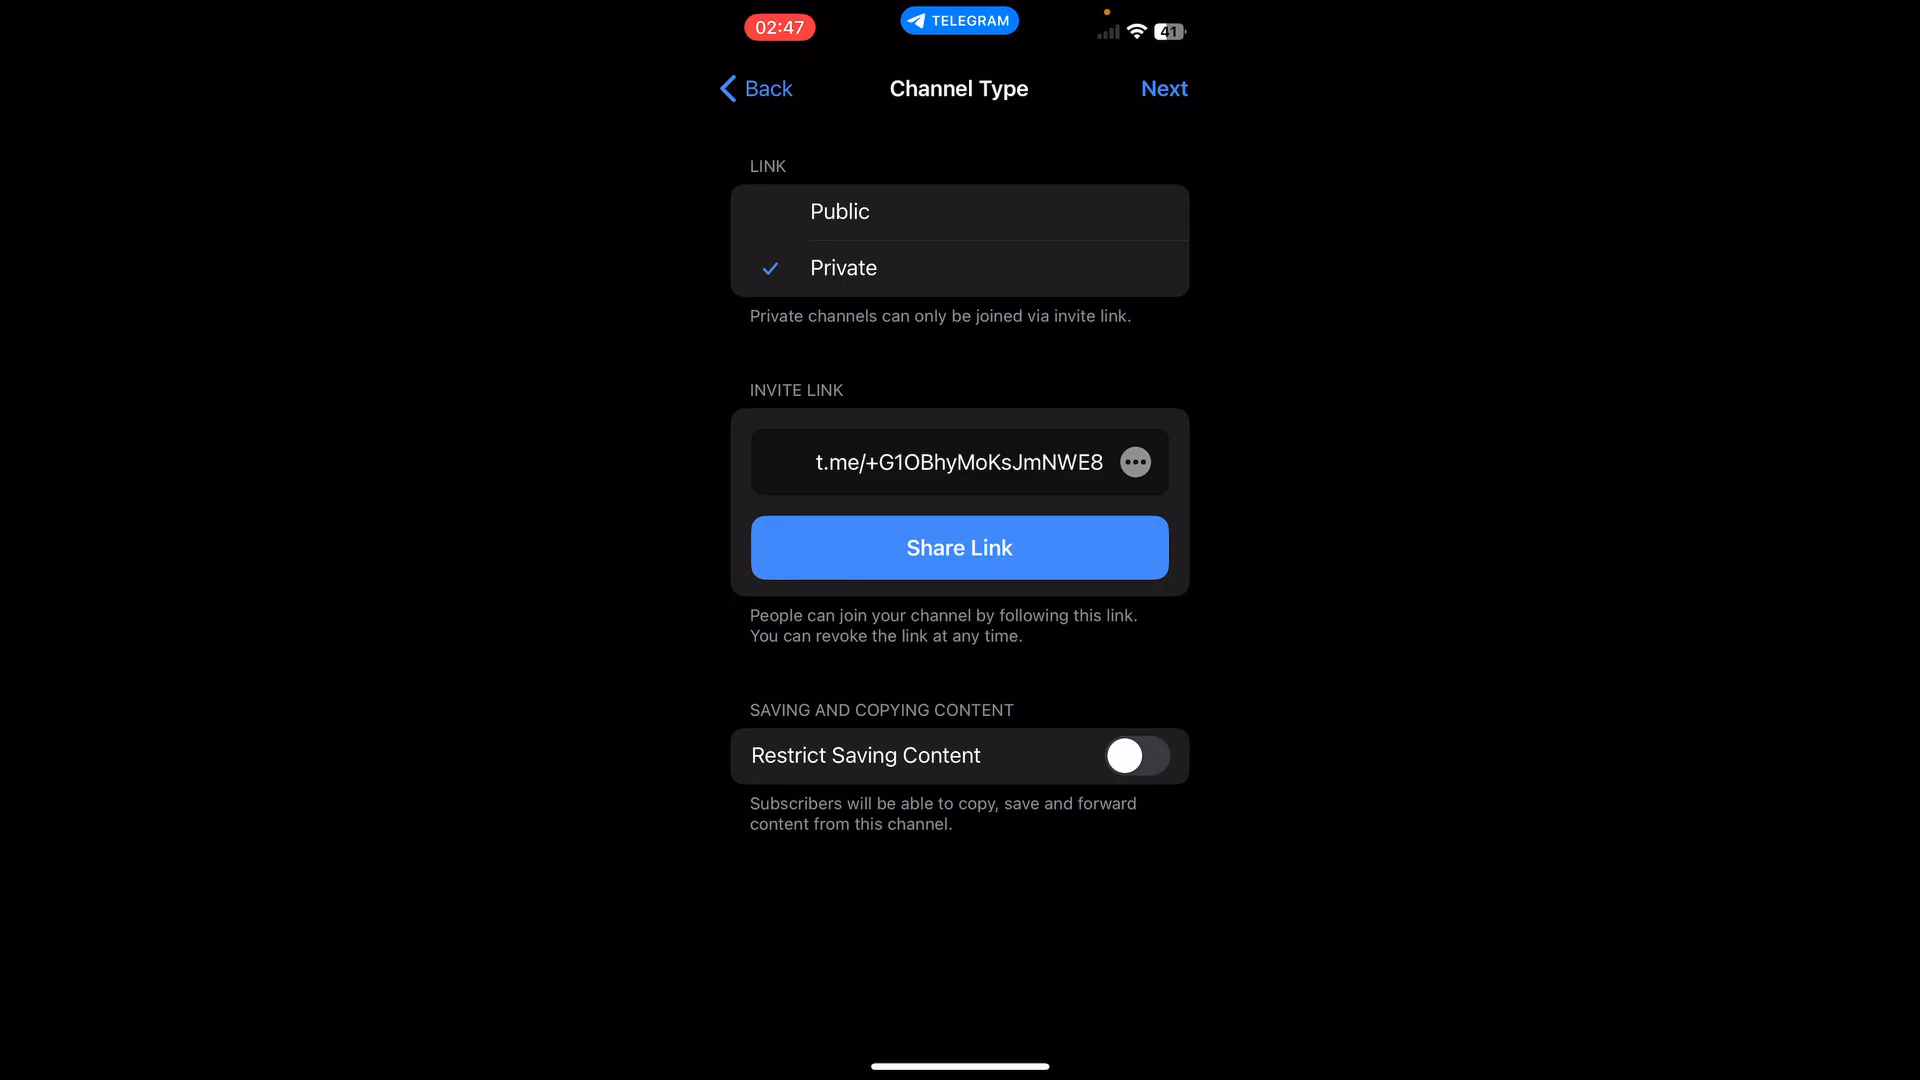 02:47
TELEGRAM
41
Back
Channel Type
Next
LINK
Public
Private
Private channels can only be joined via invite link.
INVITE LINK
t.me/+G1OBhyMoKsJmNWE8
Share Link
People can join your channel by following this link.
You can revoke the link at any time.
SAVING AND COPYING CONTENT
Restrict Saving Content
Subscribers will be able to copy, save and forward
content from this channel.